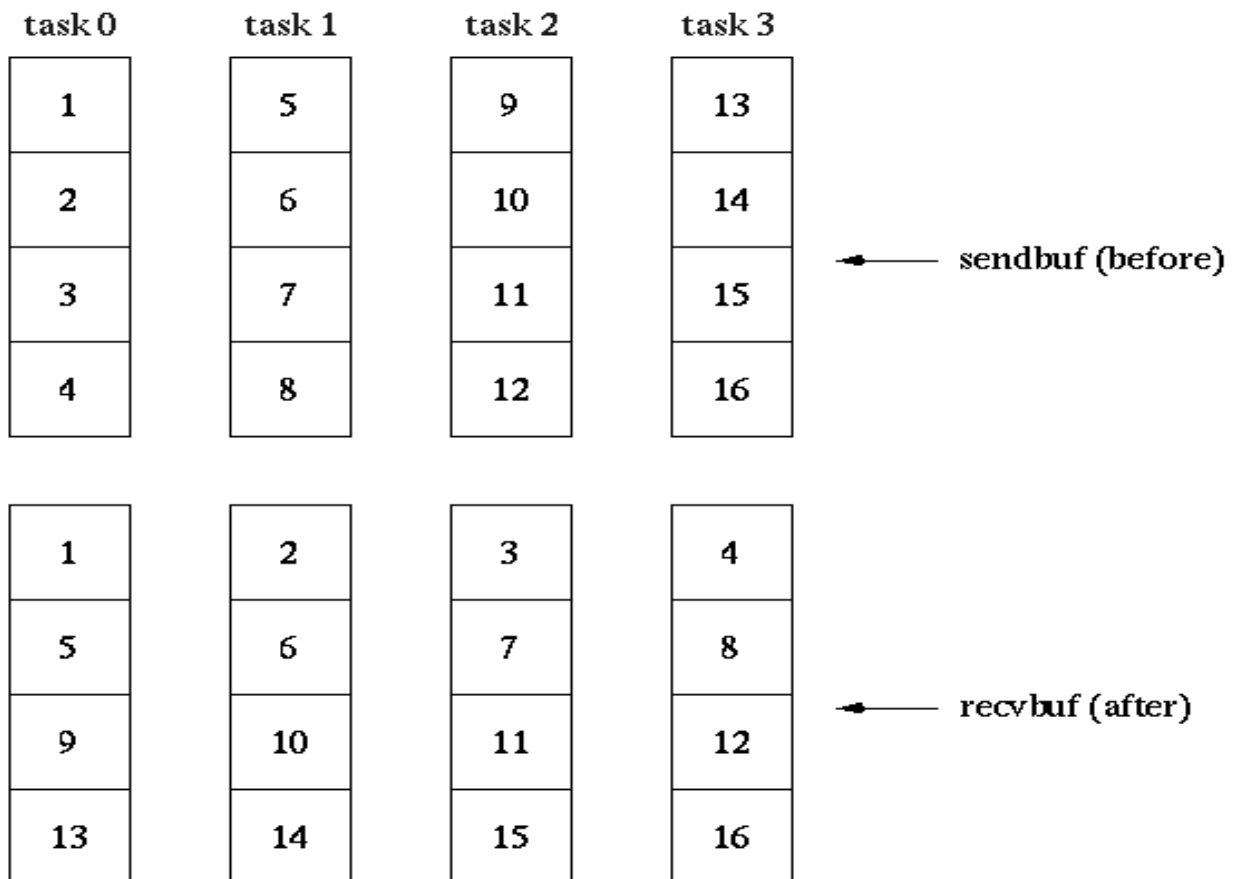 task 0 task 1 task 2 task 3
1 5 9 13
2 6 10 14
sendbuf (before)
3 7 11 15
4 8 12 16
1 2 3 4
5 6 7 8
recvbuf (after)
9 10 11 12
13 14 15 16